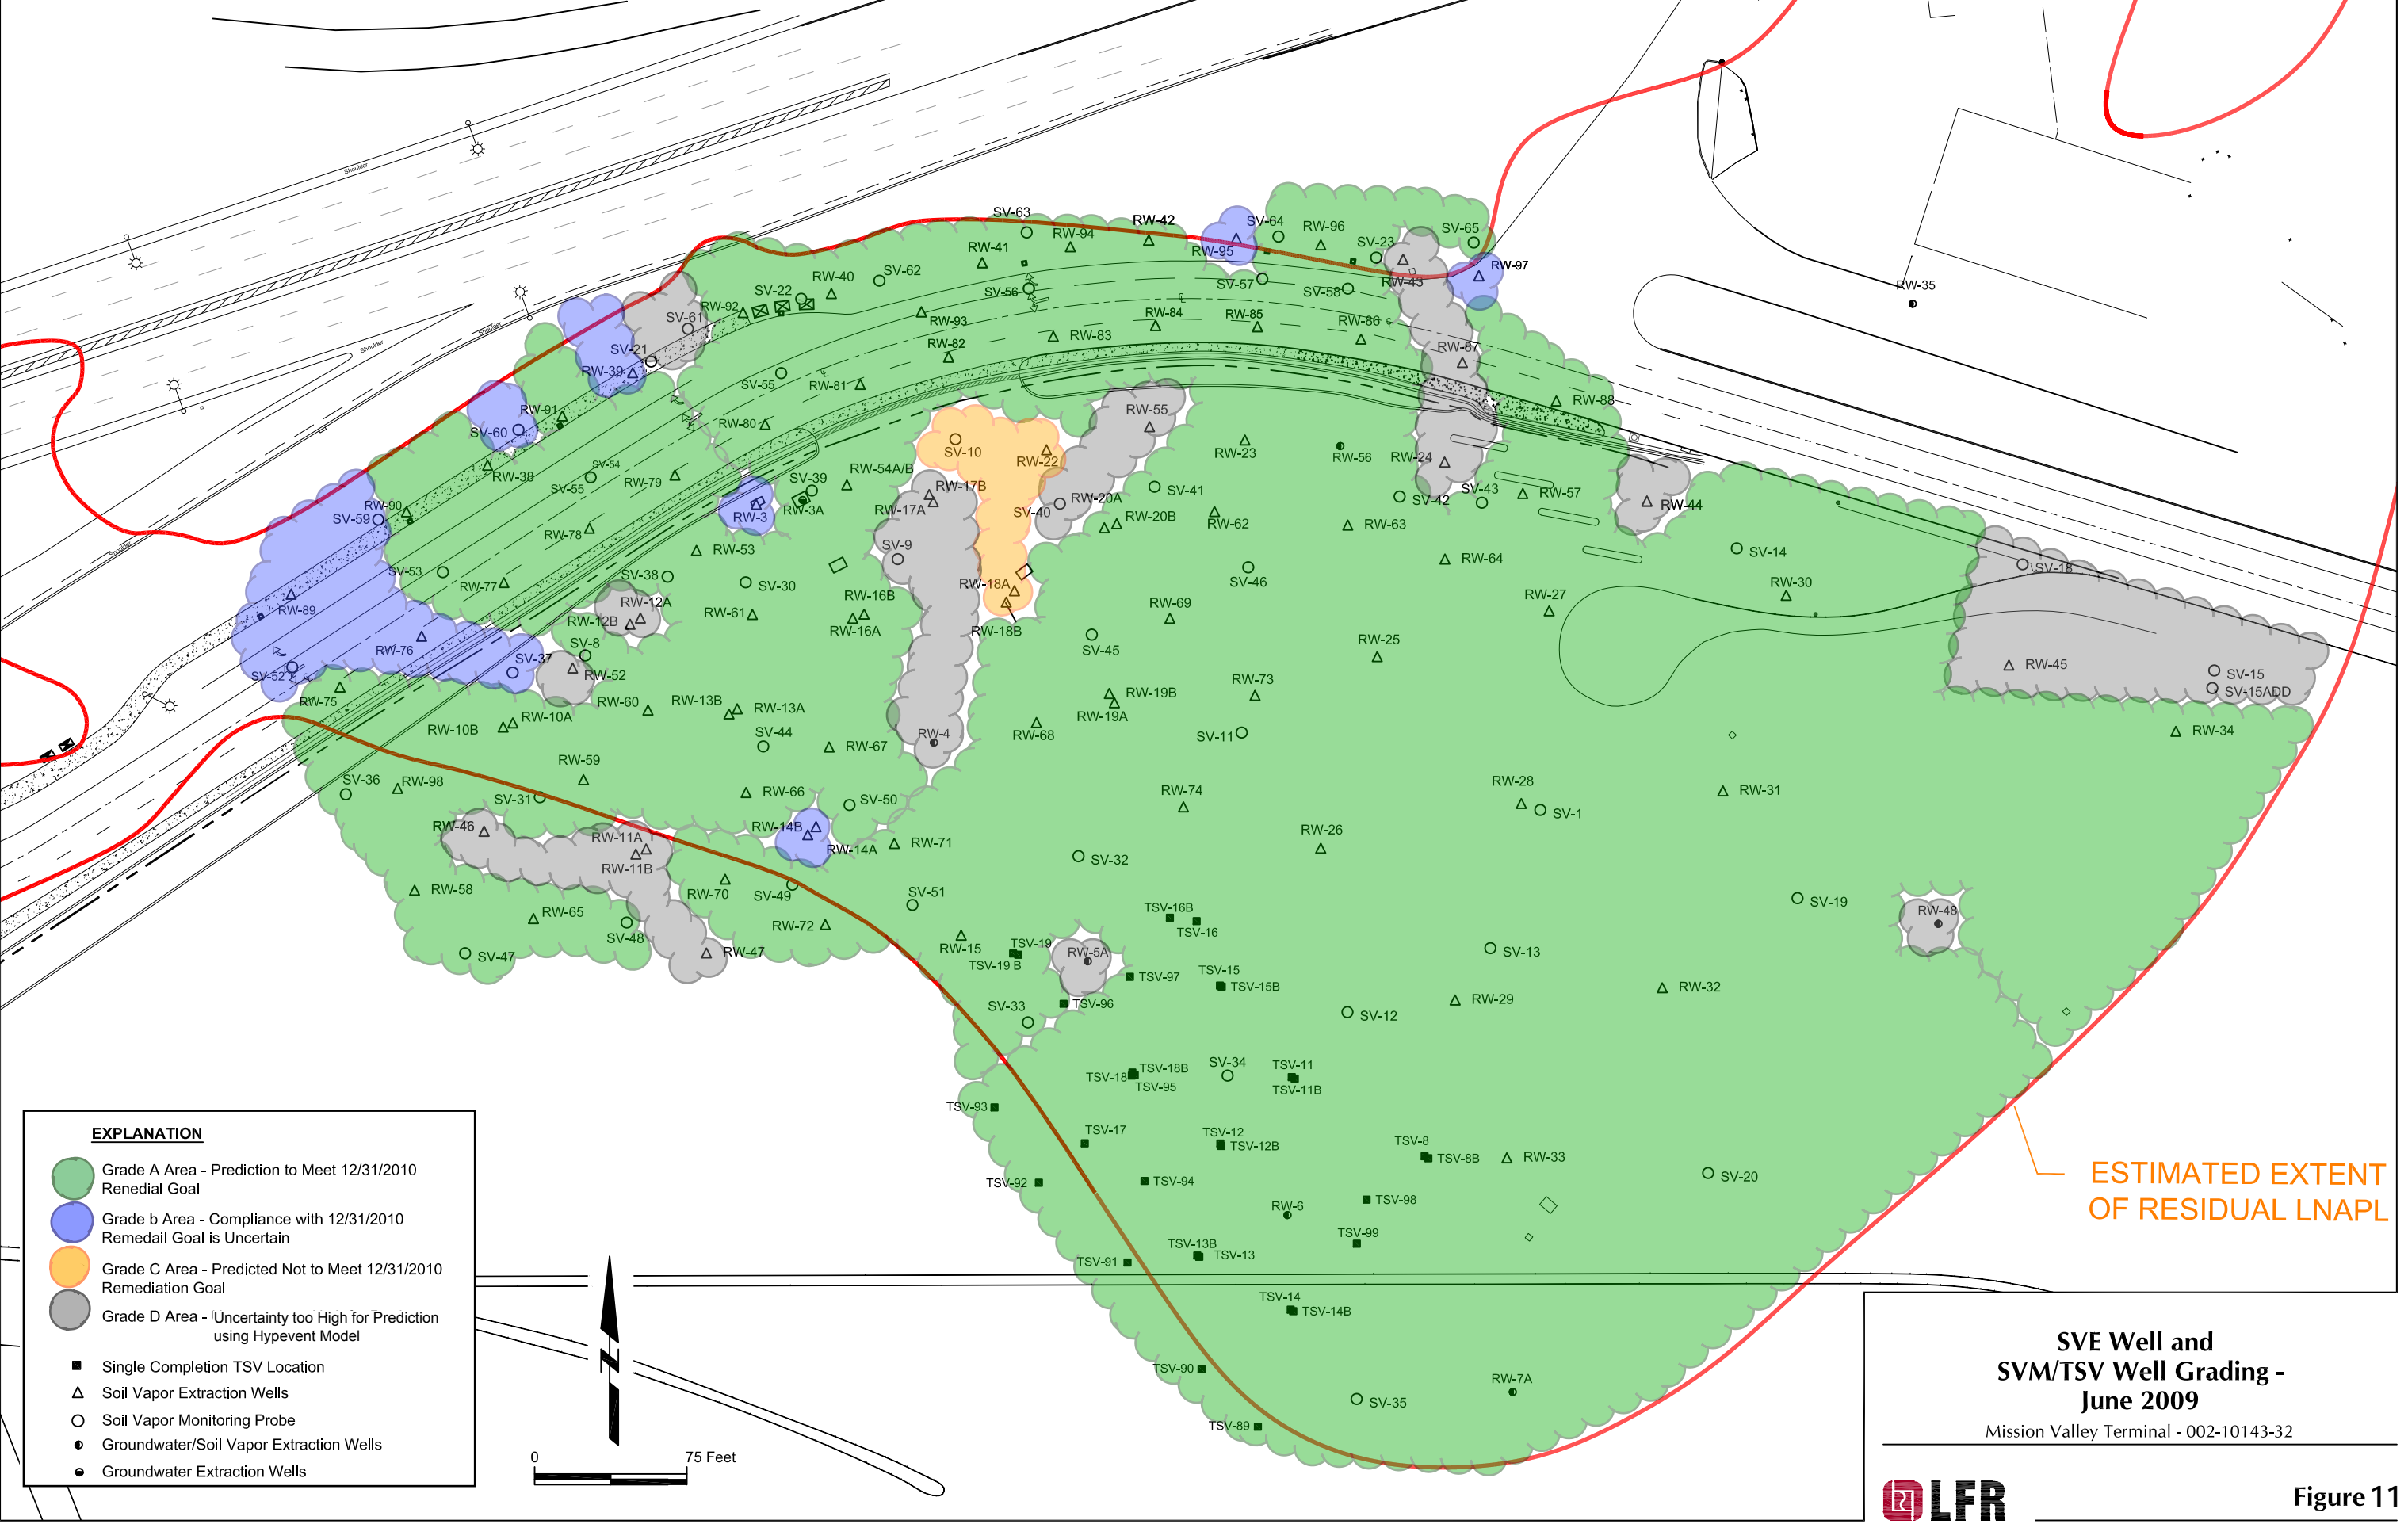 Shoulder
Shoulder
Shoulder
Shoulder
SV-63
RW-42
SV-64
RW-96
SV-65
RW-94
RW-41
RW-95
SV-23
RW-97
RW-43
SV-62
RW-40
SV-22
SV-56
SV-57
SV-58
RW-35
RW-92
SV-61
RW-93
RW-84
RW-85
RW-86
RW-83
RW-82
RW-87
SV-21
RW-39
SV-55
RW-81
RW-88
RW-91
SV-60
RW-80
RW-55
SV-10
RW-22
RW-23
RW-56
RW-24
SV-54
RW-38
SV-55
RW-79
SV-39
RW-54A/B
RW-17B
RW-17A
RW-20A
SV-40
SV-41
SV-42
SV-43
RW-57
RW-44
RW-90
SV-59
RW-3
RW-3A
RW-20B
RW-62
RW-63
RW-78
RW-53
SV-9
RW-64
SV-14
SV-18
SV-53
RW-77
SV-38
SV-30
RW-18A
SV-46
RW-30
RW-89
RW-12A
RW-12B
RW-61
RW-16B
RW-16A
RW-18B
RW-69
RW-27
RW-76
SV-8
SV-45
RW-25
SV-52
SV-37
RW-52
RW-45
SV-15
SV-15ADD
RW-75
RW-60
RW-13B
RW-13A
RW-19B
RW-19A
RW-73
RW-10B
RW-10A
SV-44
RW-67
RW-4
RW-68
SV-11
RW-34
RW-59
SV-36
RW-98
SV-31
RW-66
SV-50
RW-74
RW-28
SV-1
RW-31
RW-46
RW-11A
RW-14B
RW-14A
RW-71
RW-26
RW-11B
SV-32
RW-58
RW-70
SV-49
SV-51
SV-19
RW-65
SV-48
RW-72
TSV-16B
TSV-16
RW-48
SV-47
RW-47
RW-15
TSV-19
TSV-19 B
RW-5A
SV-13
TSV-97
TSV-15
TSV-15B
RW-29
RW-32
SV-33
TSV-96
SV-12
TSV-18
TSV-18B
TSV-95
SV-34
TSV-11
TSV-11B
TSV-93
TSV-17
TSV-12
TSV-12B
TSV-8
TSV-8B
RW-33
SV-20
TSV-92
TSV-94
RW-6
TSV-98
TSV-99
TSV-13B
TSV-13
TSV-91
TSV-14
TSV-14B
TSV-90
SV-35
RW-7A
TSV-89
ESTIMATED EXTENT
OF RESIDUAL LNAPL
EXPLANATION
Grade A Area - Prediction to Meet 12/31/2010
Renedial Goal
Grade b Area - Compliance with 12/31/2010
Remedail Goal is Uncertain
Grade C Area - Predicted Not to Meet 12/31/2010
Remediation Goal
Grade D Area - Uncertainty too High for Prediction
using Hypevent Model
Single Completion TSV Location
Soil Vapor Extraction Wells
Soil Vapor Monitoring Probe
Groundwater/Soil Vapor Extraction Wells
Groundwater Extraction Wells
N
0 75 Feet
SVE Well and
SVM/TSV Well Grading -
June 2009
Mission Valley Terminal - 002-10143-32
LFR
Figure 11